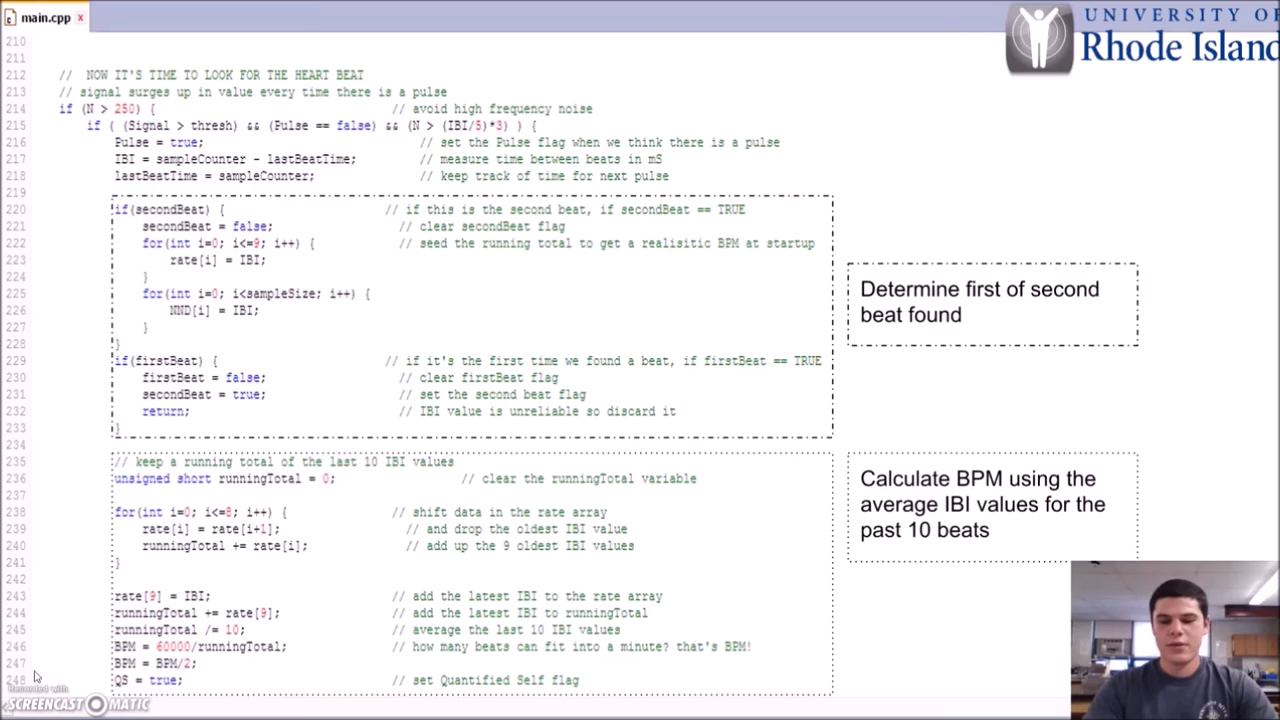 main.cpp x
UNIVERSITY OF
Rhode Island
210
211
212 // NOW IT'S TIME TO LOOK FOR THE HEART BEAT
213 // signal surges up in value every time there is a pulse
214 if (N > 250) { // avoid high frequency noise
215 if ( (Signal > thresh) && (Pulse == false) && (N > (IBI/5)*3) ) {
216 Pulse = true; // set the Pulse flag when we think there is a pulse
217 IBI = sampleCounter - lastBeatTime; // measure time between beats in mS
218 lastBeatTime = sampleCounter; // keep track of time for next pulse
219
220 if(secondBeat) { // if this is the second beat, if secondBeat == TRUE
221 secondBeat = false; // clear secondBeat flag
222 for(int i=0; i<=9; i++) { // seed the running total to get a realisitic BPM at startup
223 rate[i] = IBI;
224 }
225 for(int i=0; i<sampleSize; i++) {
226 NND[i] = IBI;
227 }
228 }
229 if(firstBeat) { // if it's the first time we found a beat, if firstBeat == TRUE
230 firstBeat = false; // clear firstBeat flag
231 secondBeat = true; // set the second beat flag
232 return; // IBI value is unreliable so discard it
233 }
234
235 // keep a running total of the last 10 IBI values
236 unsigned short runningTotal = 0; // clear the runningTotal variable
237
238 for(int i=0; i<=8; i++) { // shift data in the rate array
239 rate[i] = rate[i+1]; // and drop the oldest IBI value
240 runningTotal += rate[i]; // add up the 9 oldest IBI values
241 }
242
243 rate[9] = IBI; // add the latest IBI to the rate array
244 runningTotal += rate[9]; // add the latest IBI to runningTotal
245 runningTotal /= 10; // average the last 10 IBI values
246 BPM = 60000/runningTotal; // how many beats can fit into a minute? that's BPM!
247 BPM = BPM/2;
248 QS = true; // set Quantified Self flag
Determine first of second
beat found
Calculate BPM using the
average IBI values for the
past 10 beats
Recorded with
SCREENCAST MATIC